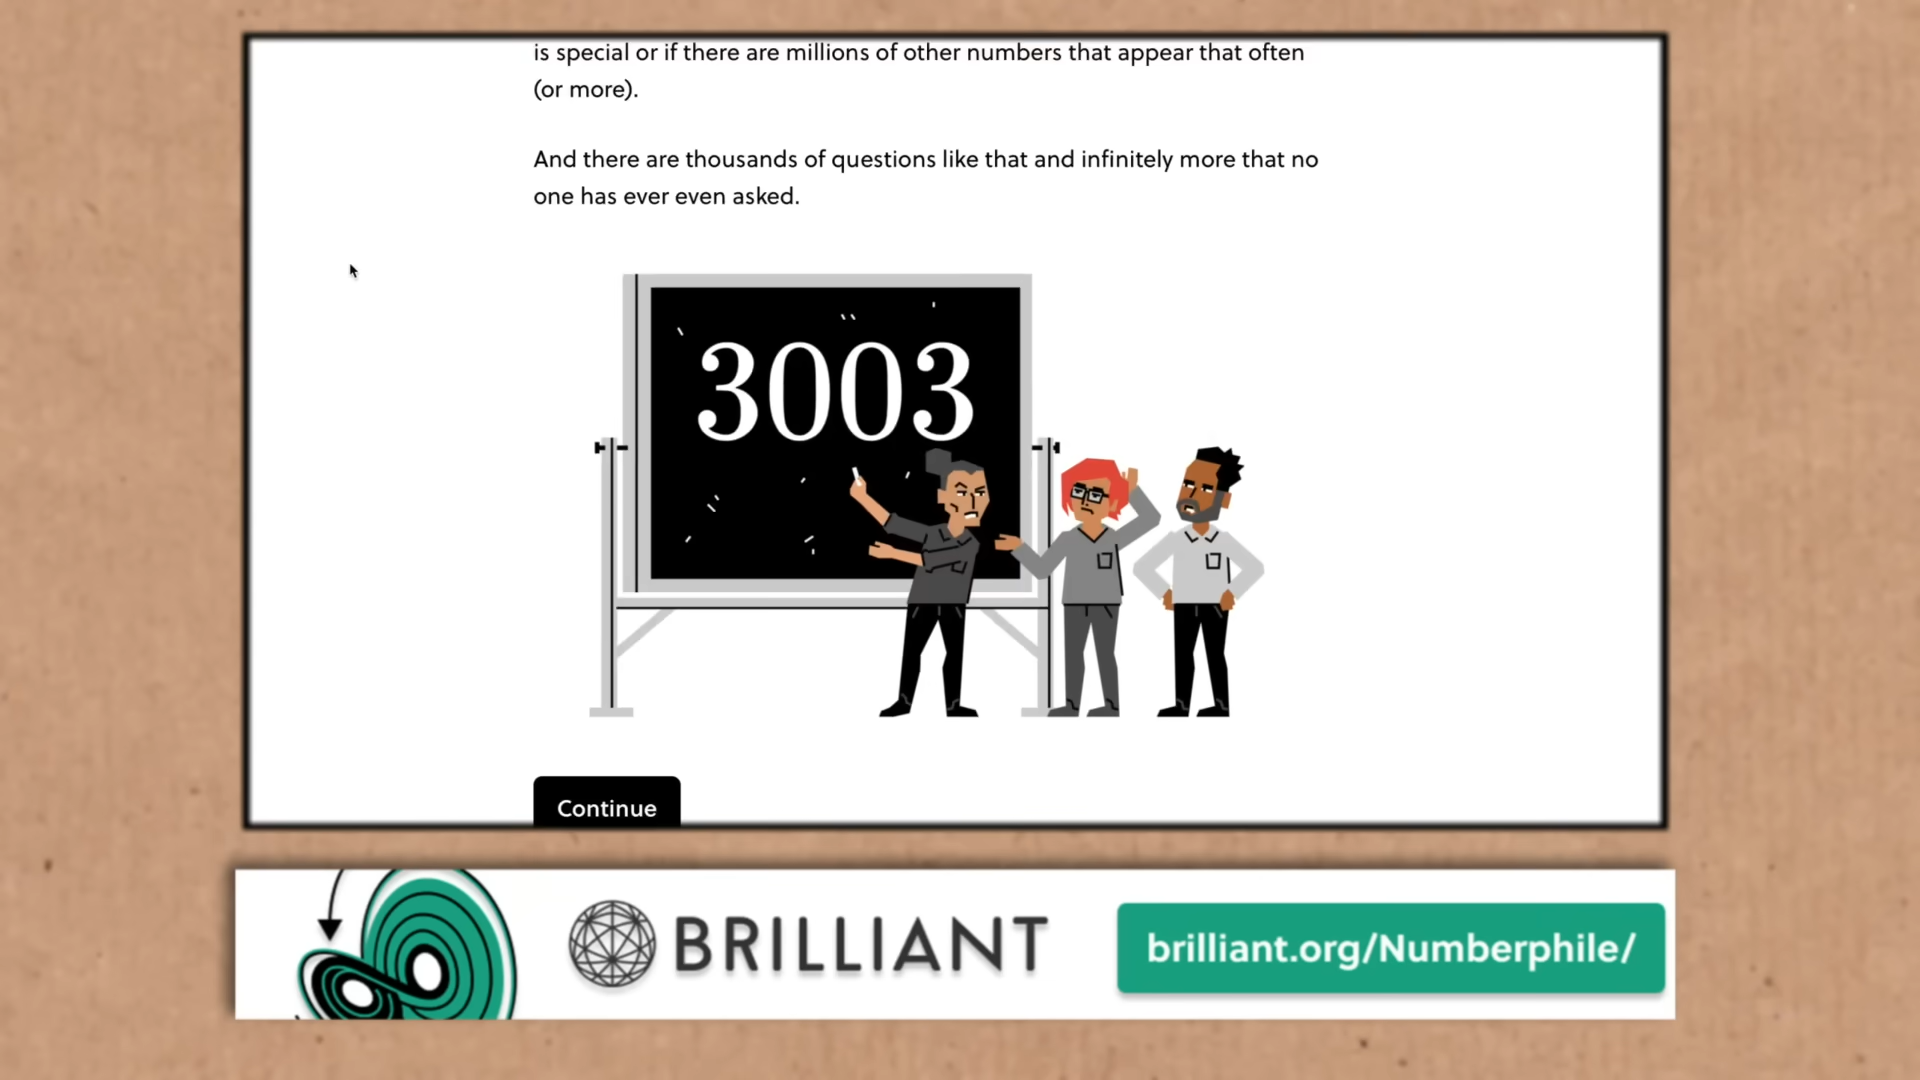 is special or if there are millions of other numbers that appear that often
(or more).
And there are thousands of questions like that and infinitely more that no
one has ever even asked.
3003
Continue
BRILLIANT
brilliant.org/Numberphile/